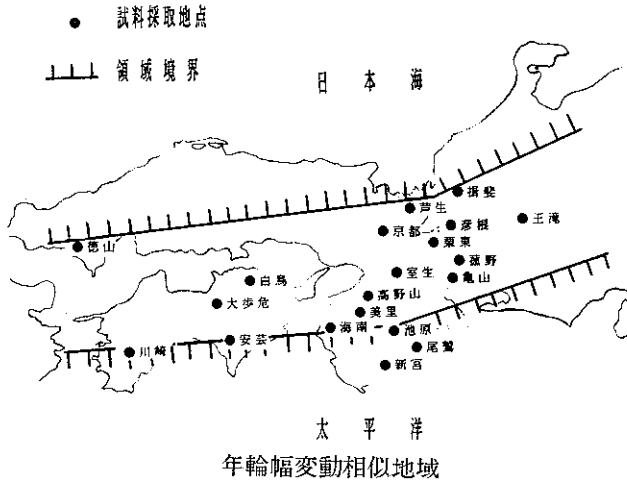 試料採取地点
領域境界
日本海
揖斐
芦生
王滝
京都
彦根
栗東
徳山
菰野
室生
亀山
白鳥
高野山
大歩危
美里
海南
池原
安芸
尾鷲
川崎
新宮
太平洋
年輪幅変動相似地域